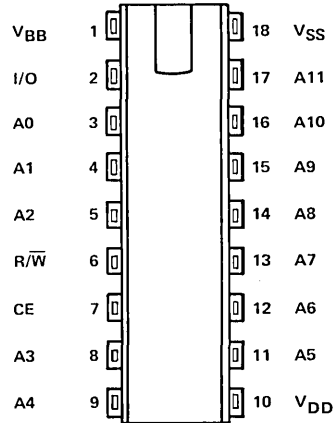 VBB 1 18 VSS
I/O 2 17 A11
A0 3 16 A10
A1 4 15 A9
A2 5 14 A8
R/W̅ 6 13 A7
CE 7 12 A6
A3 8 11 A5
A4 9 10 VDD